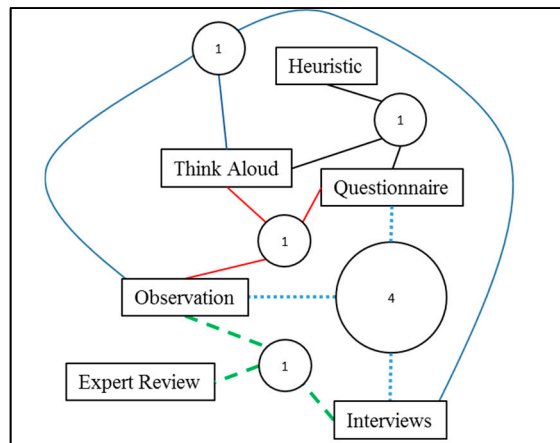 1
Heuristic
1
Think Aloud
Questionnaire
1
Observation
4
1
Expert Review
Interviews